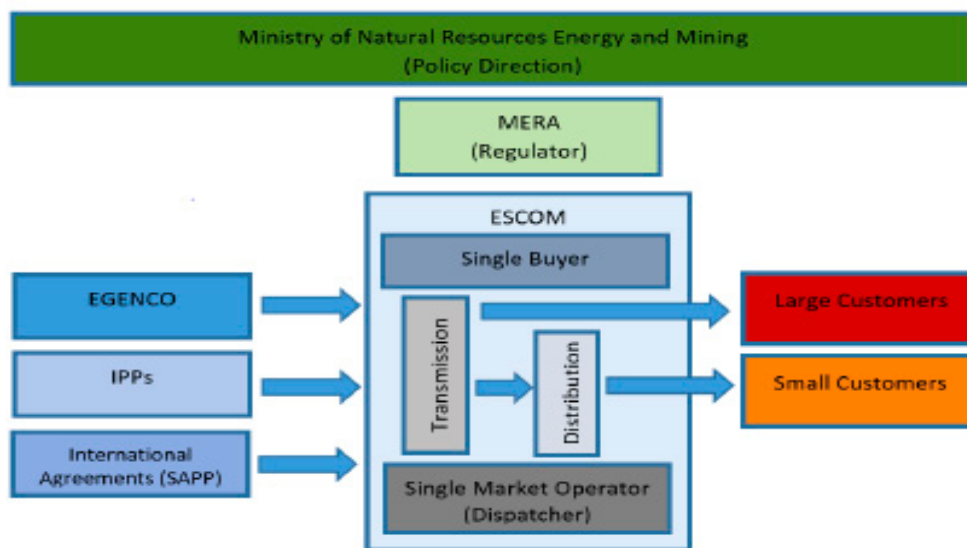 Ministry of Natural Resources Energy and Mining
(Policy Direction)
MERA
(Regulator)
ESCOM
Single Buyer
EGENCO
IPPs
International
Agreements (SAPP)
Transmission
Distribution
Large Customers
Small Customers
Single Market Operator
(Dispatcher)